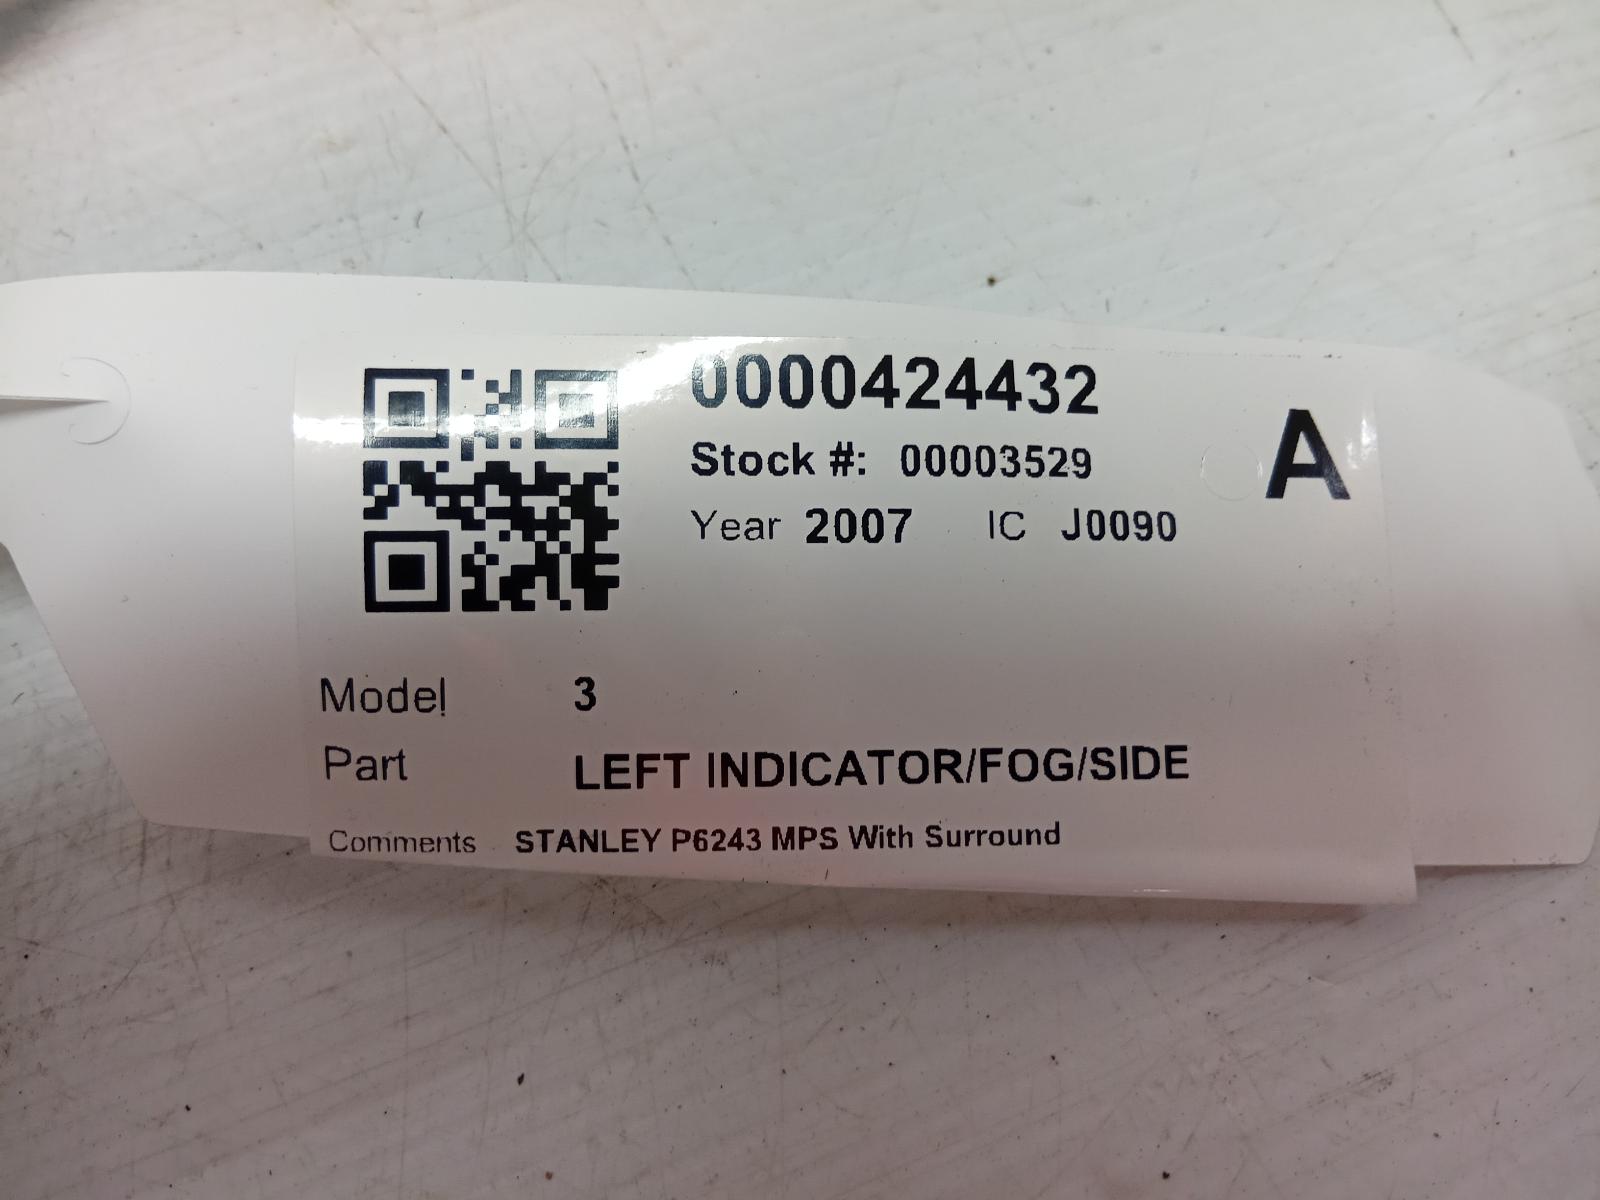 0000424432
A
Stock #: 00003529
Year 2007 IC J0090
Model 3
Part LEFT INDICATOR/FOG/SIDE
Comments STANLEY P6243 MPS With Surround